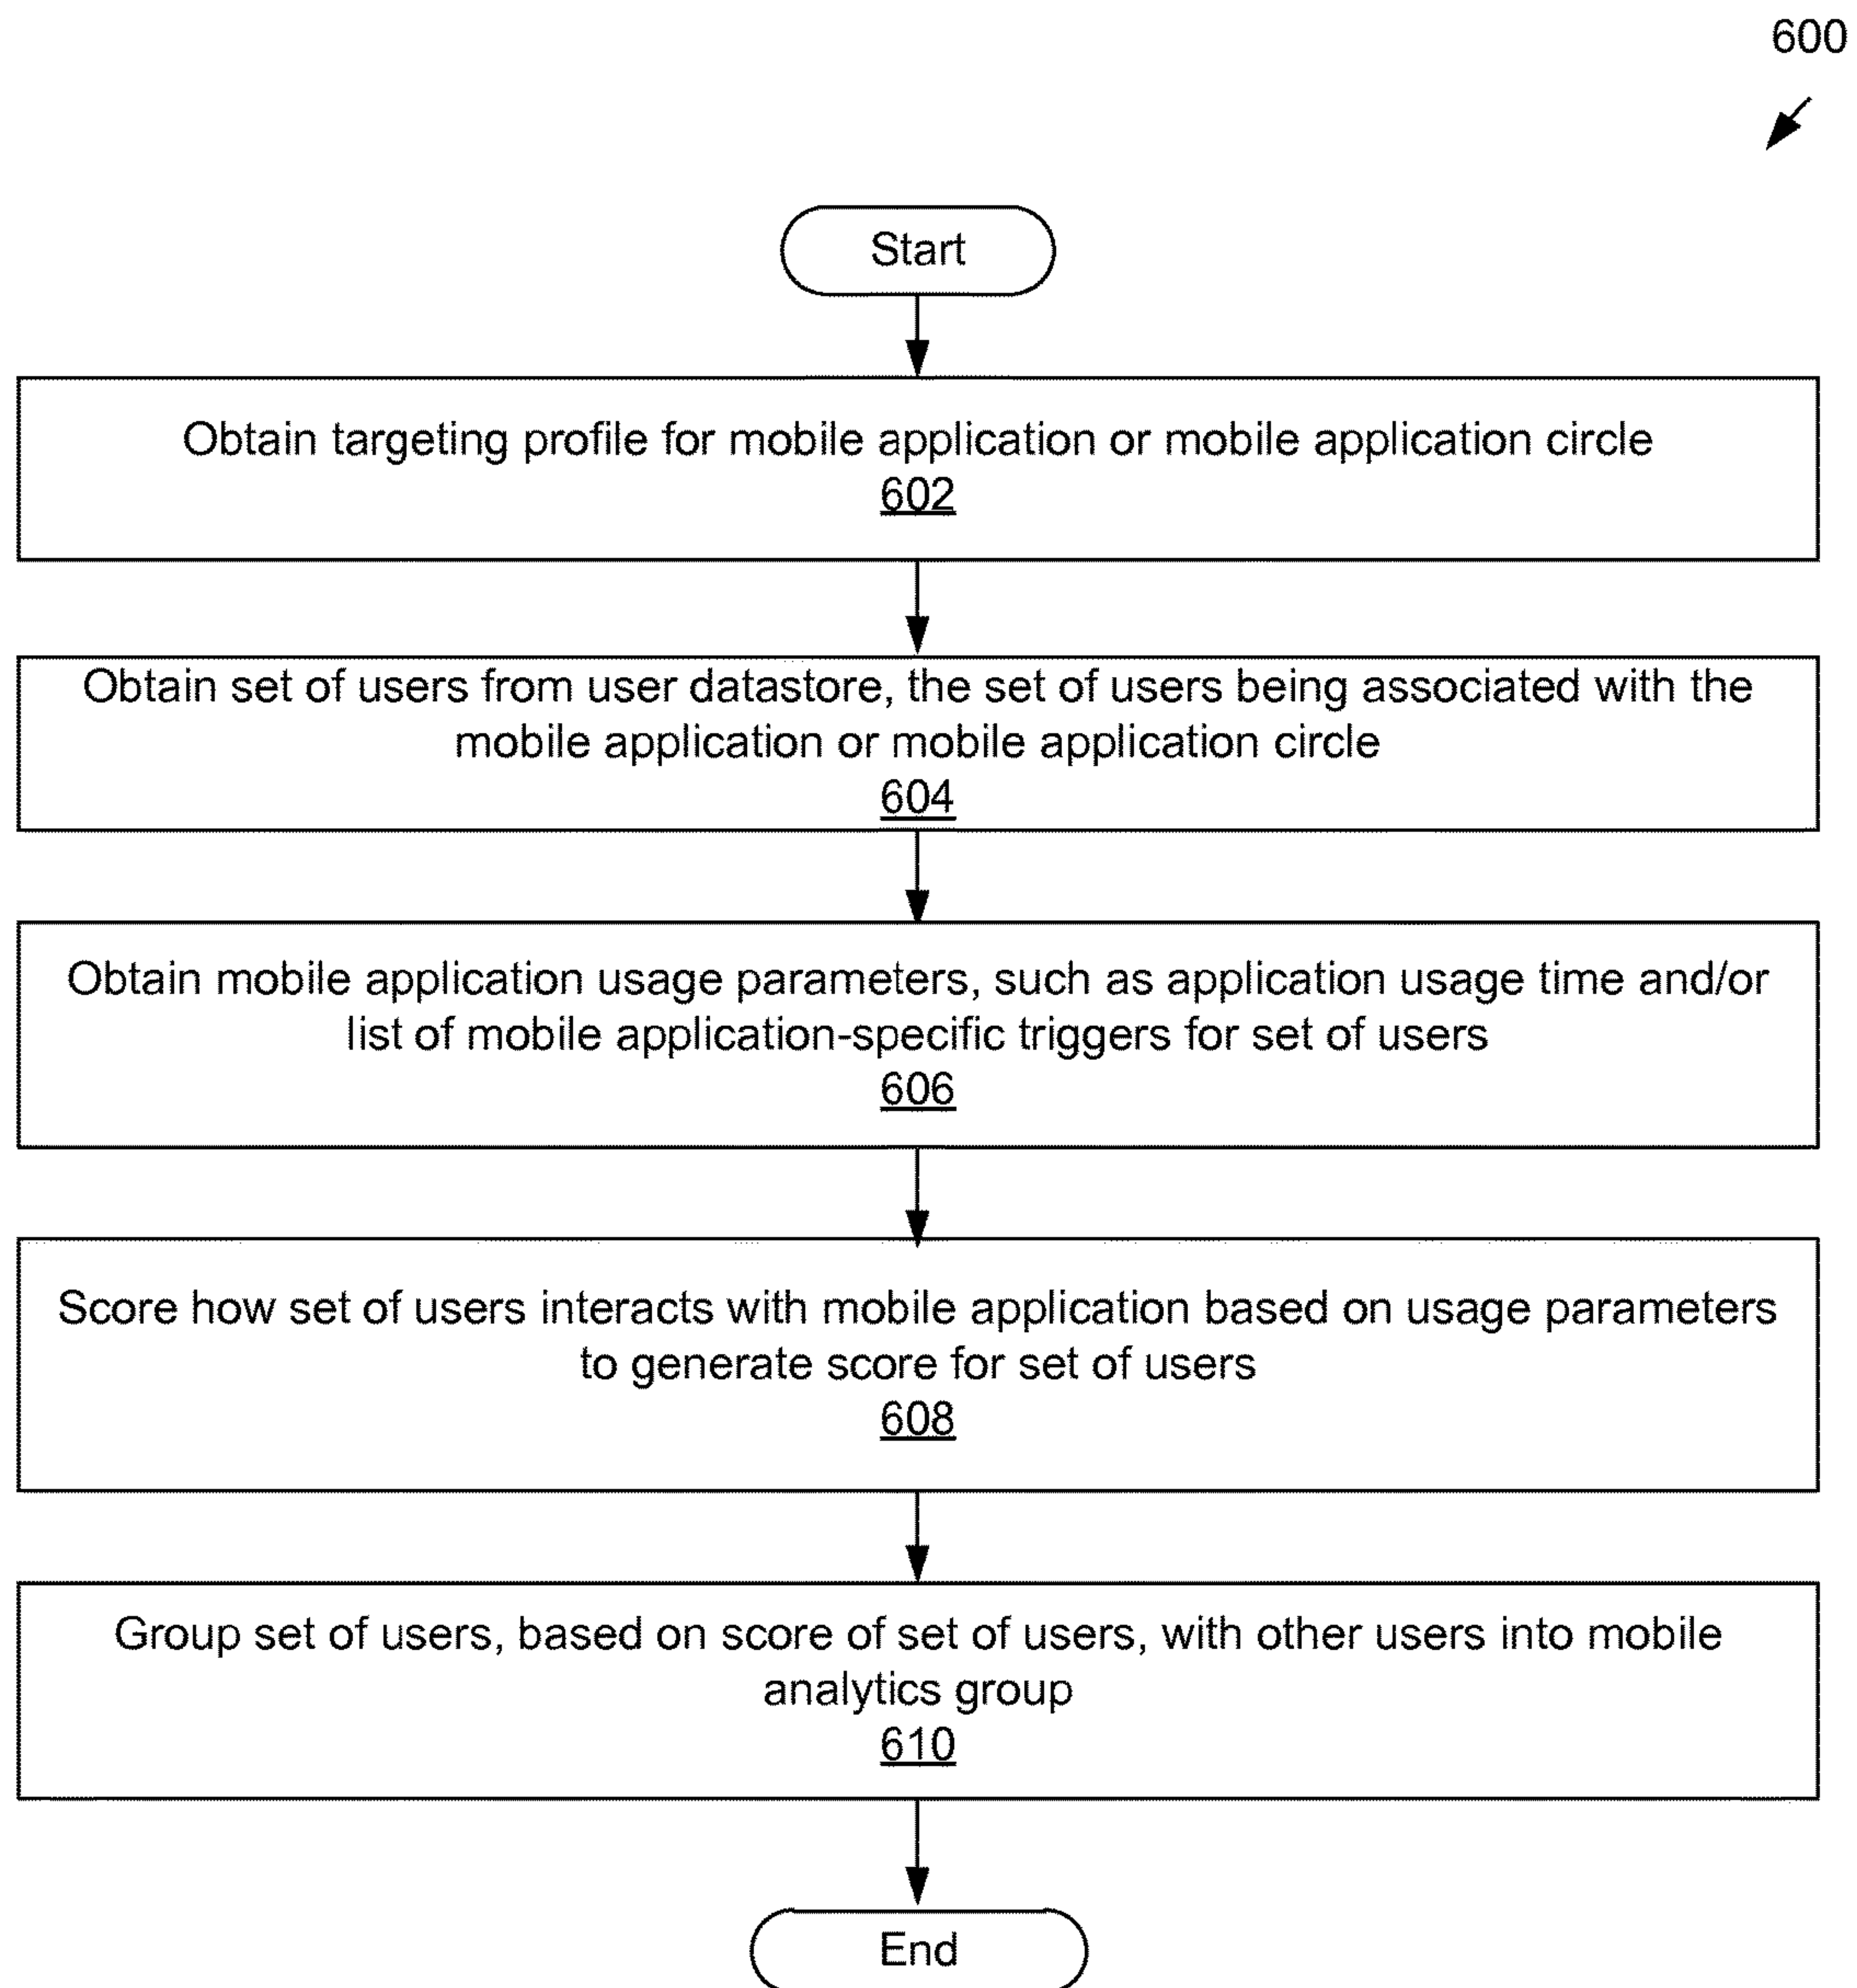 600
Start
Obtain targeting profile for mobile application or mobile application circle
602
Obtain set of users from user datastore, the set of users being associated with the
mobile application or mobile application circle
604
Obtain mobile application usage parameters, such as application usage time and/or
list of mobile application-specific triggers for set of users
606
Score how set of users interacts with mobile application based on usage parameters
to generate score for set of users
608
Group set of users, based on score of set of users, with other users into mobile
analytics group
610
End